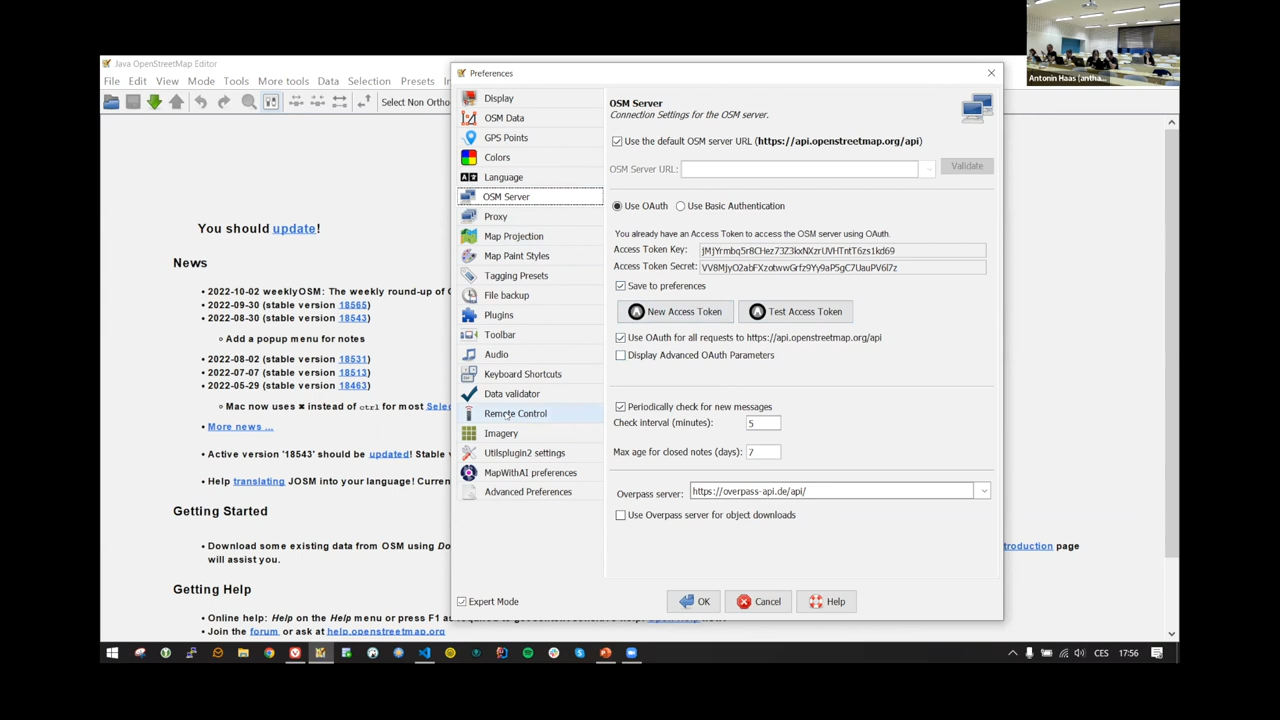 Antonin Haas (antha...
Java OpenStreetMap Editor
File Edit View Mode Tools More tools Data Selection Presets
Select Non Ortho
You should update!
News
2022-10-02 weeklyOSM: The weekly round-up of
2022-09-30 (stable version 18565)
2022-08-30 (stable version 18543)
Add a popup menu for notes
2022-08-02 (stable version 18531)
2022-07-07 (stable version 18513)
2022-05-29 (stable version 18463)
Mac now uses ⌘ instead of ctrl for most
More news ...
Active version '18543' should be updated!
Help translating JOSM into your language!
Getting Started
Download some existing data from OSM using
will assist you.
page
Getting Help
Online help: Help on the Help menu or press F1
Join the forum or ask at help.openstreetmap.org
Preferences
Display
OSM Data
GPS Points
Colors
Language
OSM Server
Proxy
Map Projection
Map Paint Styles
Tagging Presets
File backup
Plugins
Toolbar
Audio
Keyboard Shortcuts
Data validator
Remote Control
Imagery
Utilsplugin2 settings
MapWithAI preferences
Advanced Preferences
Expert Mode
OSM Server
Connection Settings for the OSM server.
Use the default OSM server URL (https://api.openstreetmap.org/api)
OSM Server URL:
Validate
Use OAuth Use Basic Authentication
You already have an Access Token to access the OSM server using OAuth.
Access Token Key:
Access Token Secret:
Save to preferences
New Access Token Test Access Token
Use OAuth for all requests to https://api.openstreetmap.org/api
Display Advanced OAuth Parameters
Periodically check for new messages
Check interval (minutes): 5
Max age for closed notes (days): 7
Overpass server: https://overpass-api.de/api/
Use Overpass server for object downloads
OK Cancel Help
CES 17:56